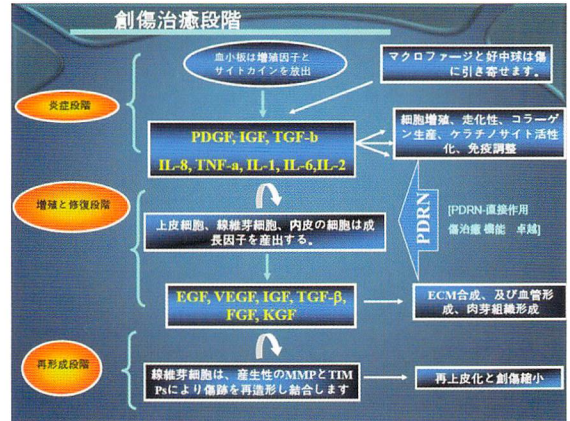 創傷治癒段階
血小板は増殖因子と
サイトカインを放出
マクロファージと好中球は傷
に引き寄せます。
炎症段階
PDGF, IGF, TGF-b
IL-8, TNF-a, IL-1, IL-6,IL-2
細胞増殖、走化性、コラーゲ
ン生産、ケラチノサイト活性
化、免疫調整
増殖と修復段階
上皮細胞、線維芽細胞、内皮の細胞は成
長因子を産出する。
PDRN
[PDRN-直接作用
傷治癒 機能 卓越]
EGF, VEGF, IGF, TGF-β,
FGF, KGF
ECM合成、及び血管形
成、肉芽組織形成
再形成段階
線維芽細胞は、産生性のMMPとTIM
Psにより傷跡を再造形し結合します
再上皮化と創傷縮小